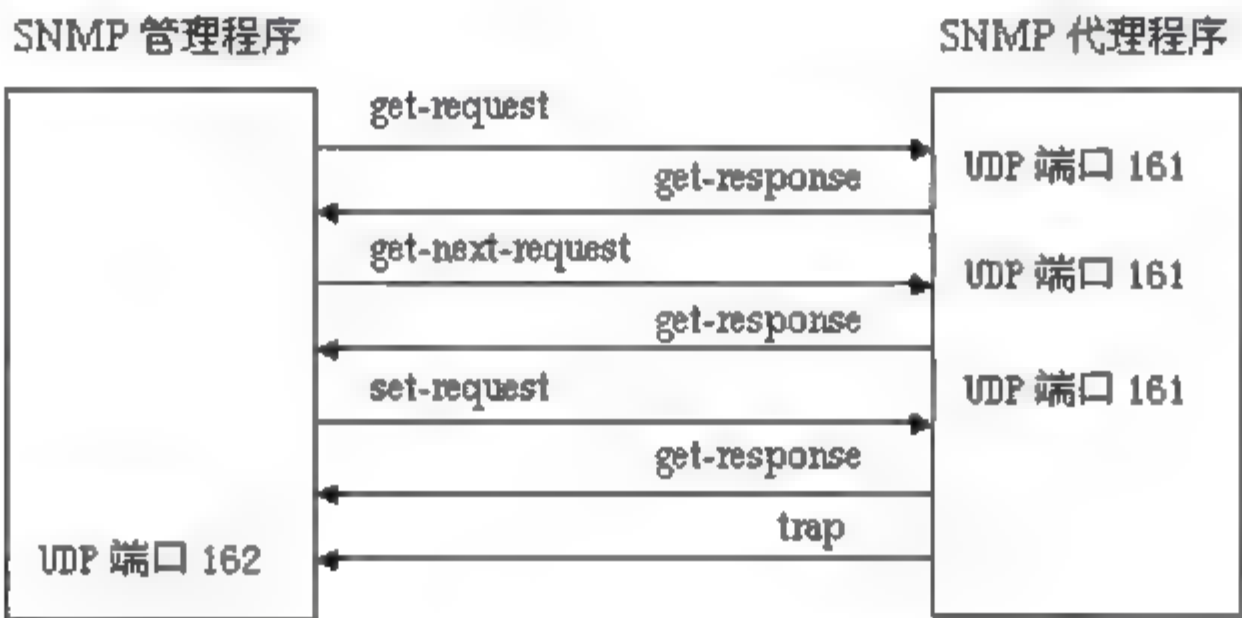 SNMP 管理程序
SNMP 代理程序
get-request
UDP 端口 161
get-response
get-next-request
UDP 端口 161
get-response
set-request
UDP 端口 161
get-response
trap
UDP 端口 162